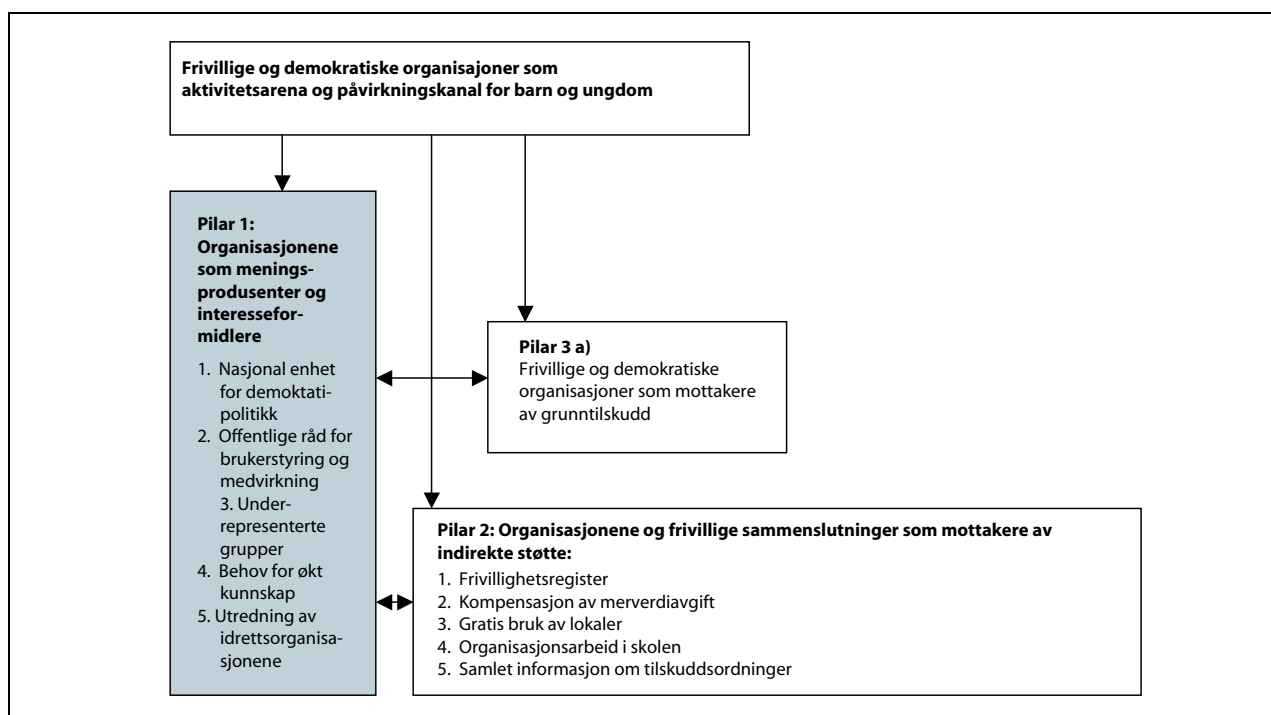 Frivillige og demokratiske organisajoner som
aktivitetsarena og påvirkningskanal for barn og ungdom
Pilar 1:
Organisasjonene
som menings-
produsenter og
interessefor-
midlere
1. Nasjonal enhet
for demoktati-
politikk
2. Offentlige råd for
brukerstyring og
medvirkning
3. Under-
representerte
grupper
4. Behov for økt
kunnskap
5. Utredning av
idrettsorganisa-
sjonene
Pilar 3 a)
Frivillige og demokratiske
organisasjoner som mottakere
av grunntilskudd
Pilar 2: Organisasjonene og frivillige sammenslutninger som mottakere av
indirekte støtte:
1. Frivillighetsregister
2. Kompensasjon av merverdiavgift
3. Gratis bruk av lokaler
4. Organisasjonsarbeid i skolen
5. Samlet informasjon om tilskuddsordninger